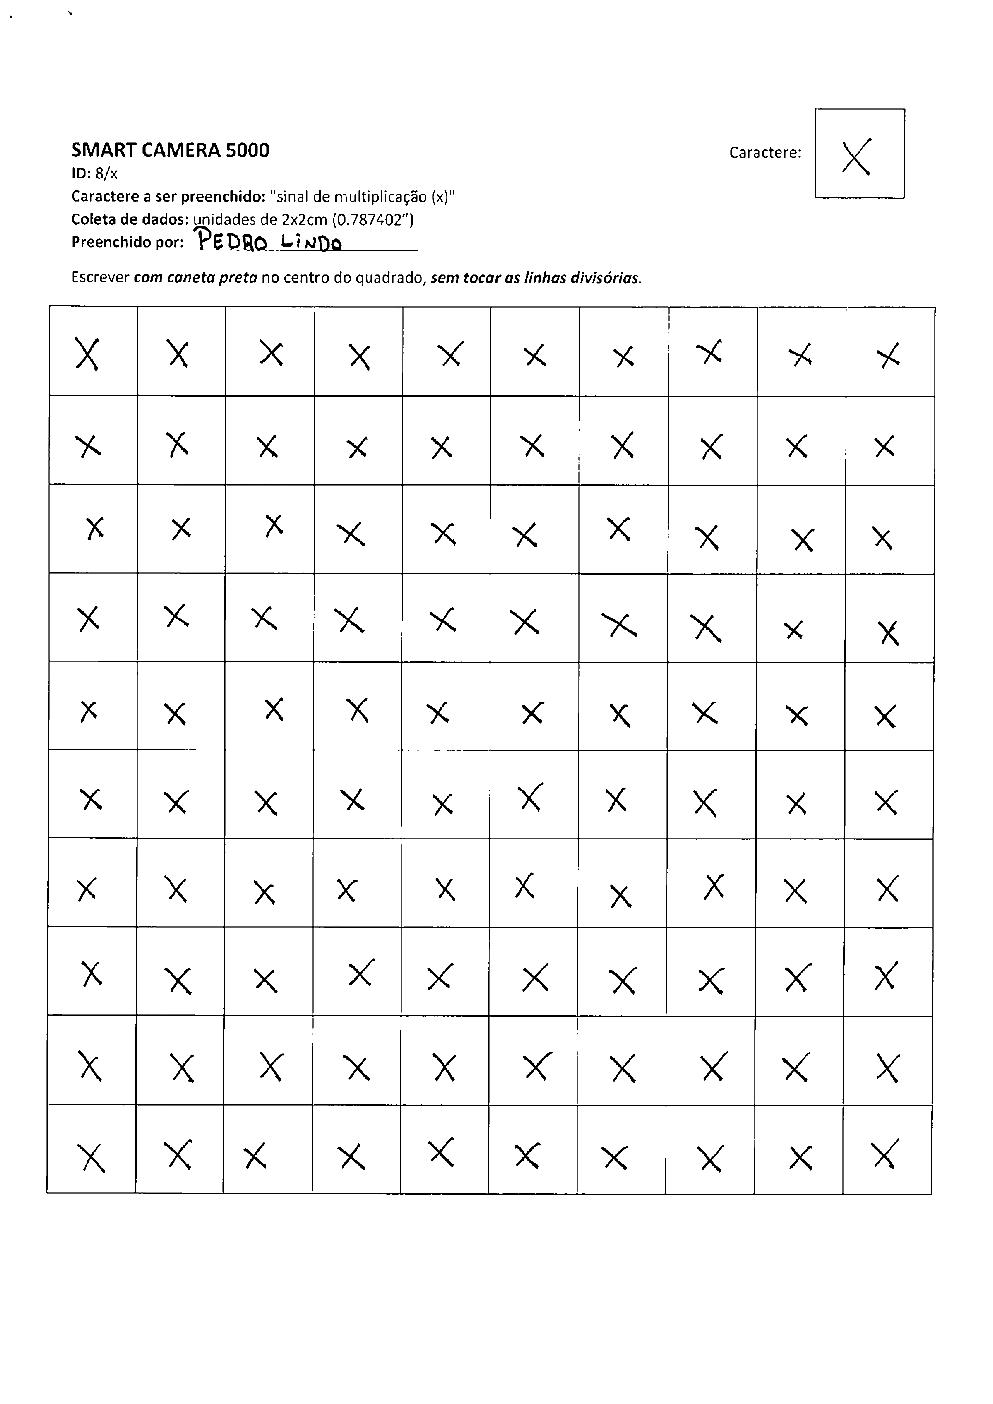 SMART CAMERA 5000
ID: 8/x
Caractere a ser preenchido: "sinal de multiplicação (x)"
Coleta de dados: unidades de 2x2cm (0.787402”)
Preenchido por: PEDRO LINDO
Caractere: X
Escrever com caneta preta no centro do quadrado, sem tocar as linhas divisórias.
X X X X X X X X X X
X X X X X X X X X X
X X X X X X X X X X
X X X X X X X X X X
X X X X X X X X X X
X X X X X X X X X X
X X X X X X X X X X
X X X X X X X X X X
X X X X X X X X X X
X X X X X X X X X X